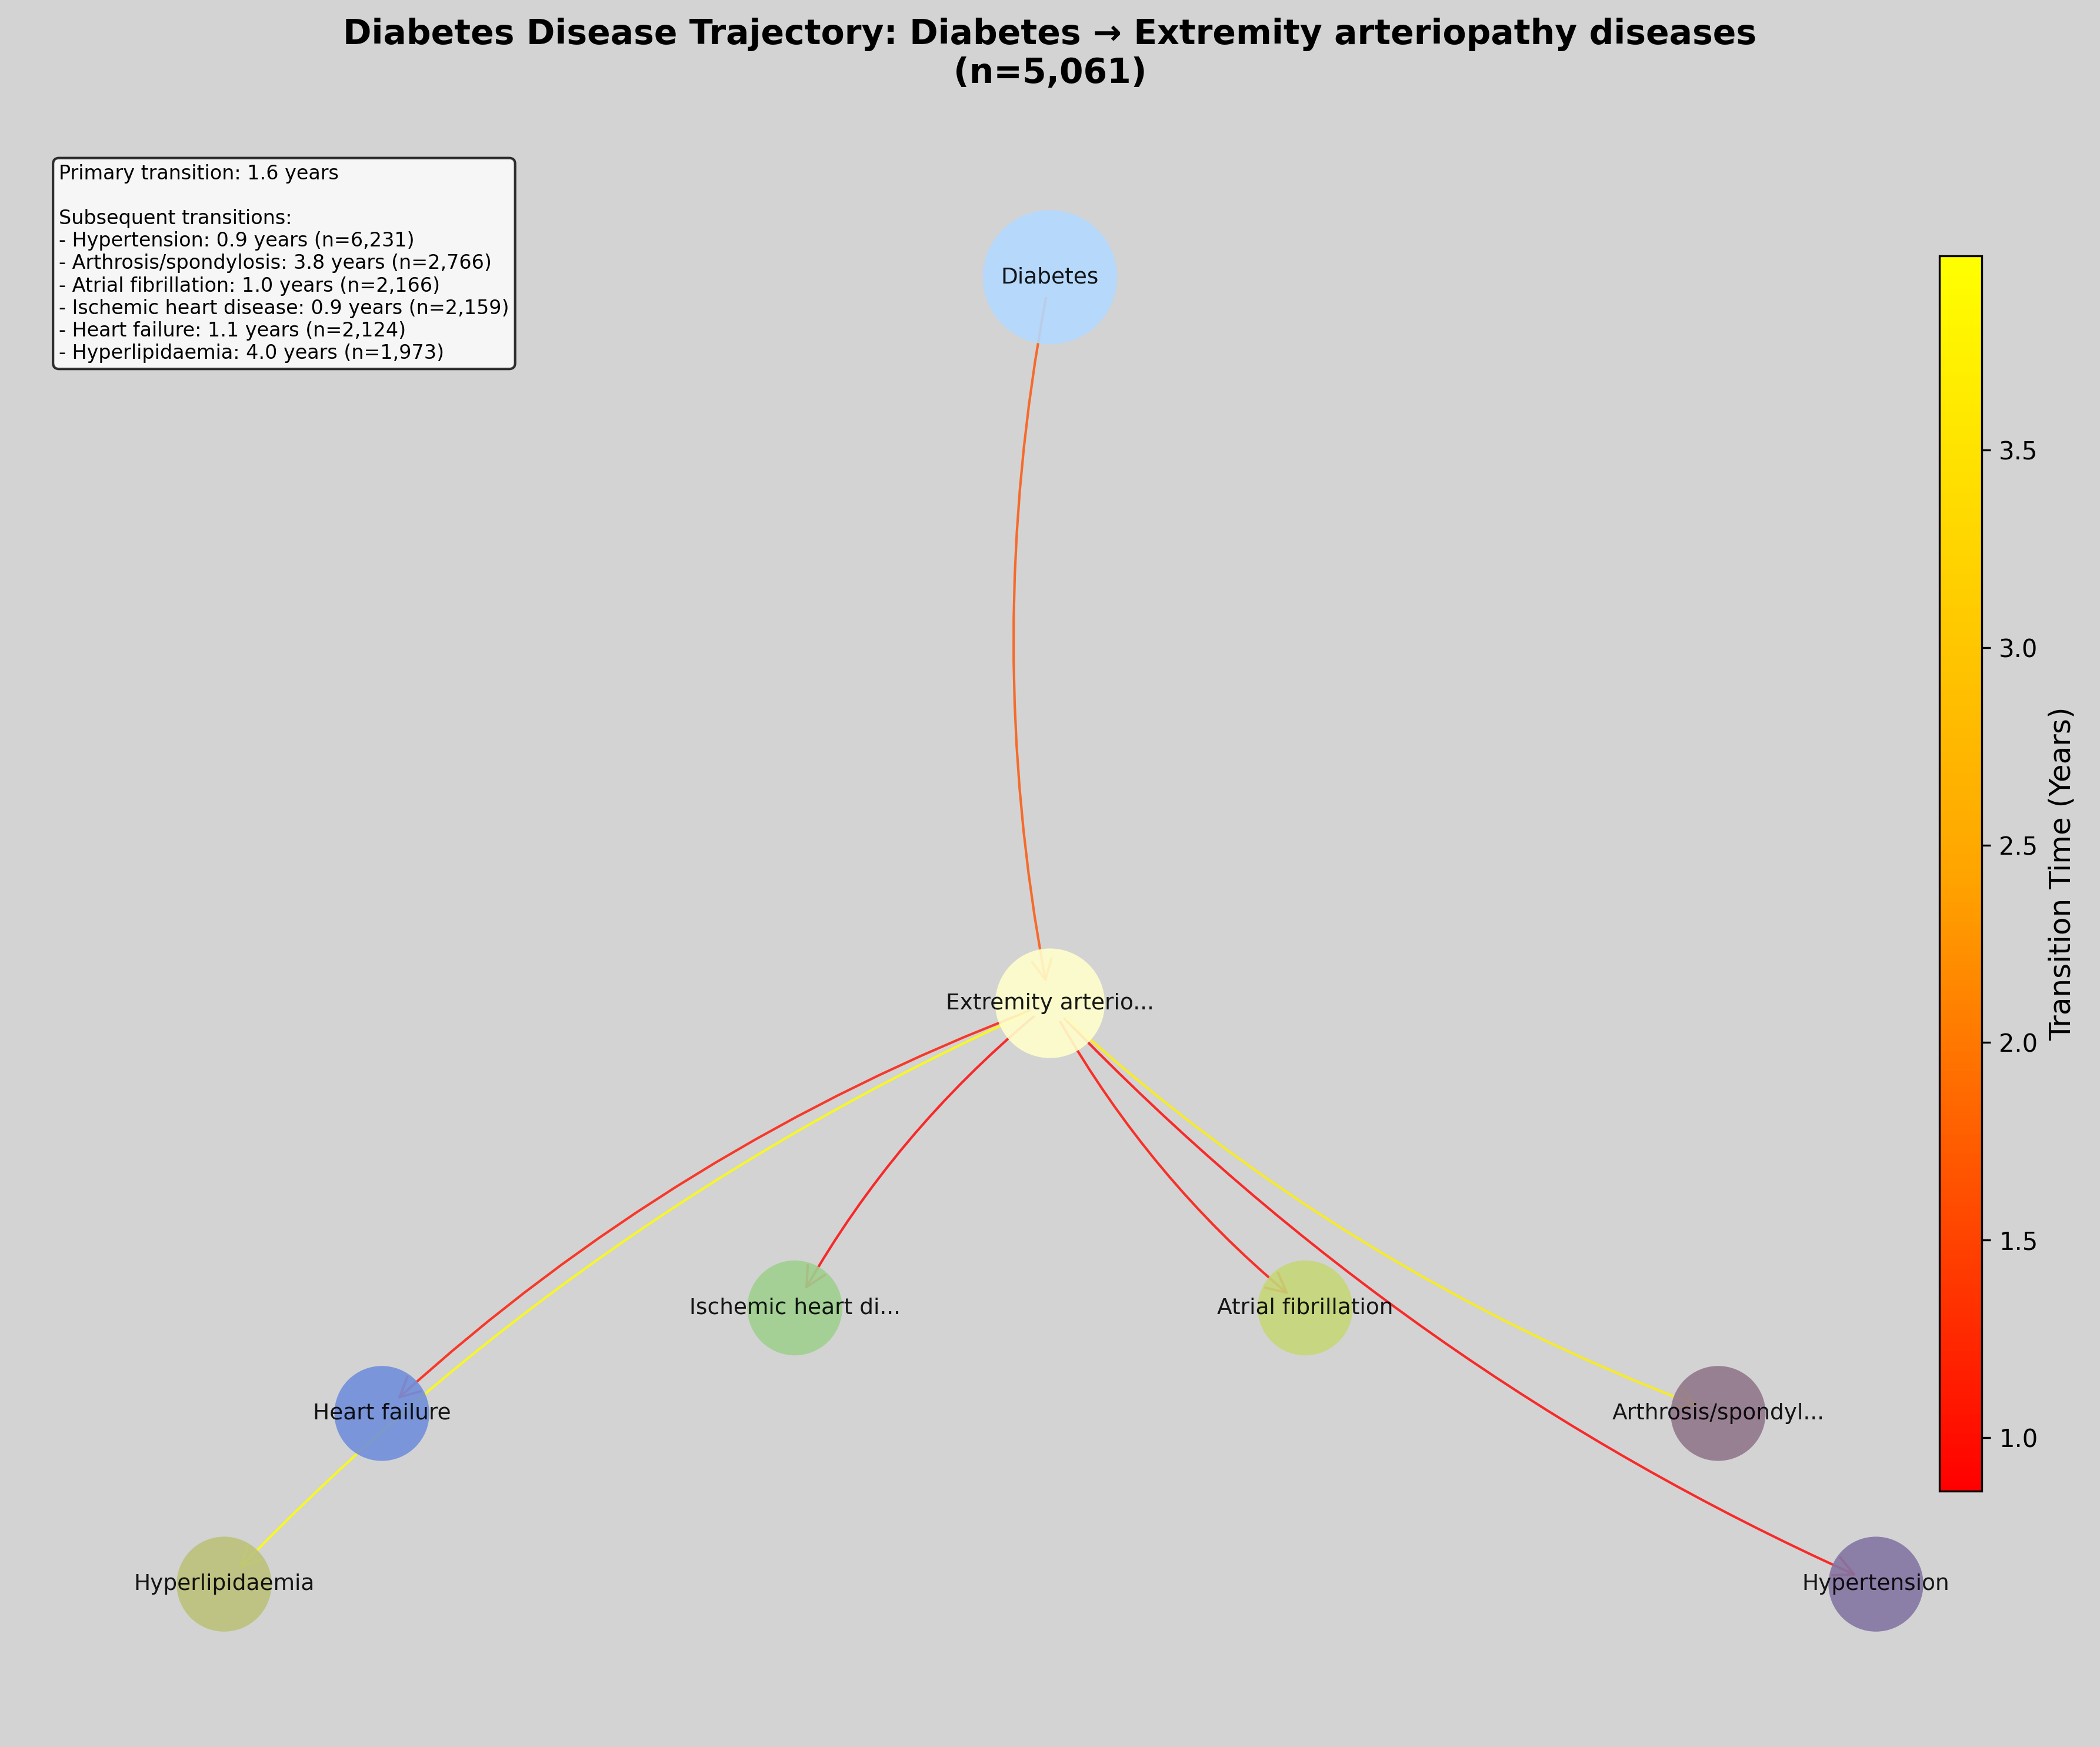 Diabetes Disease Trajectory: Diabetes → Extremity arteriopathy diseases
(n=5,061)
Primary transition: 1.6 years
Subsequent transitions:
- Hypertension: 0.9 years (n=6,231)
- Arthrosis/spondylosis: 3.8 years (n=2,766)
- Atrial fibrillation: 1.0 years (n=2,166)
- Ischemic heart disease: 0.9 years (n=2,159)
- Heart failure: 1.1 years (n=2,124)
- Hyperlipidaemia: 4.0 years (n=1,973)
Diabetes
Extremity arterio...
Ischemic heart di...
Atrial fibrillation
Heart failure
Arthrosis/spondyl...
Hyperlipidaemia
Hypertension
3.5
3.0
2.5
2.0
1.5
1.0
Transition Time (Years)